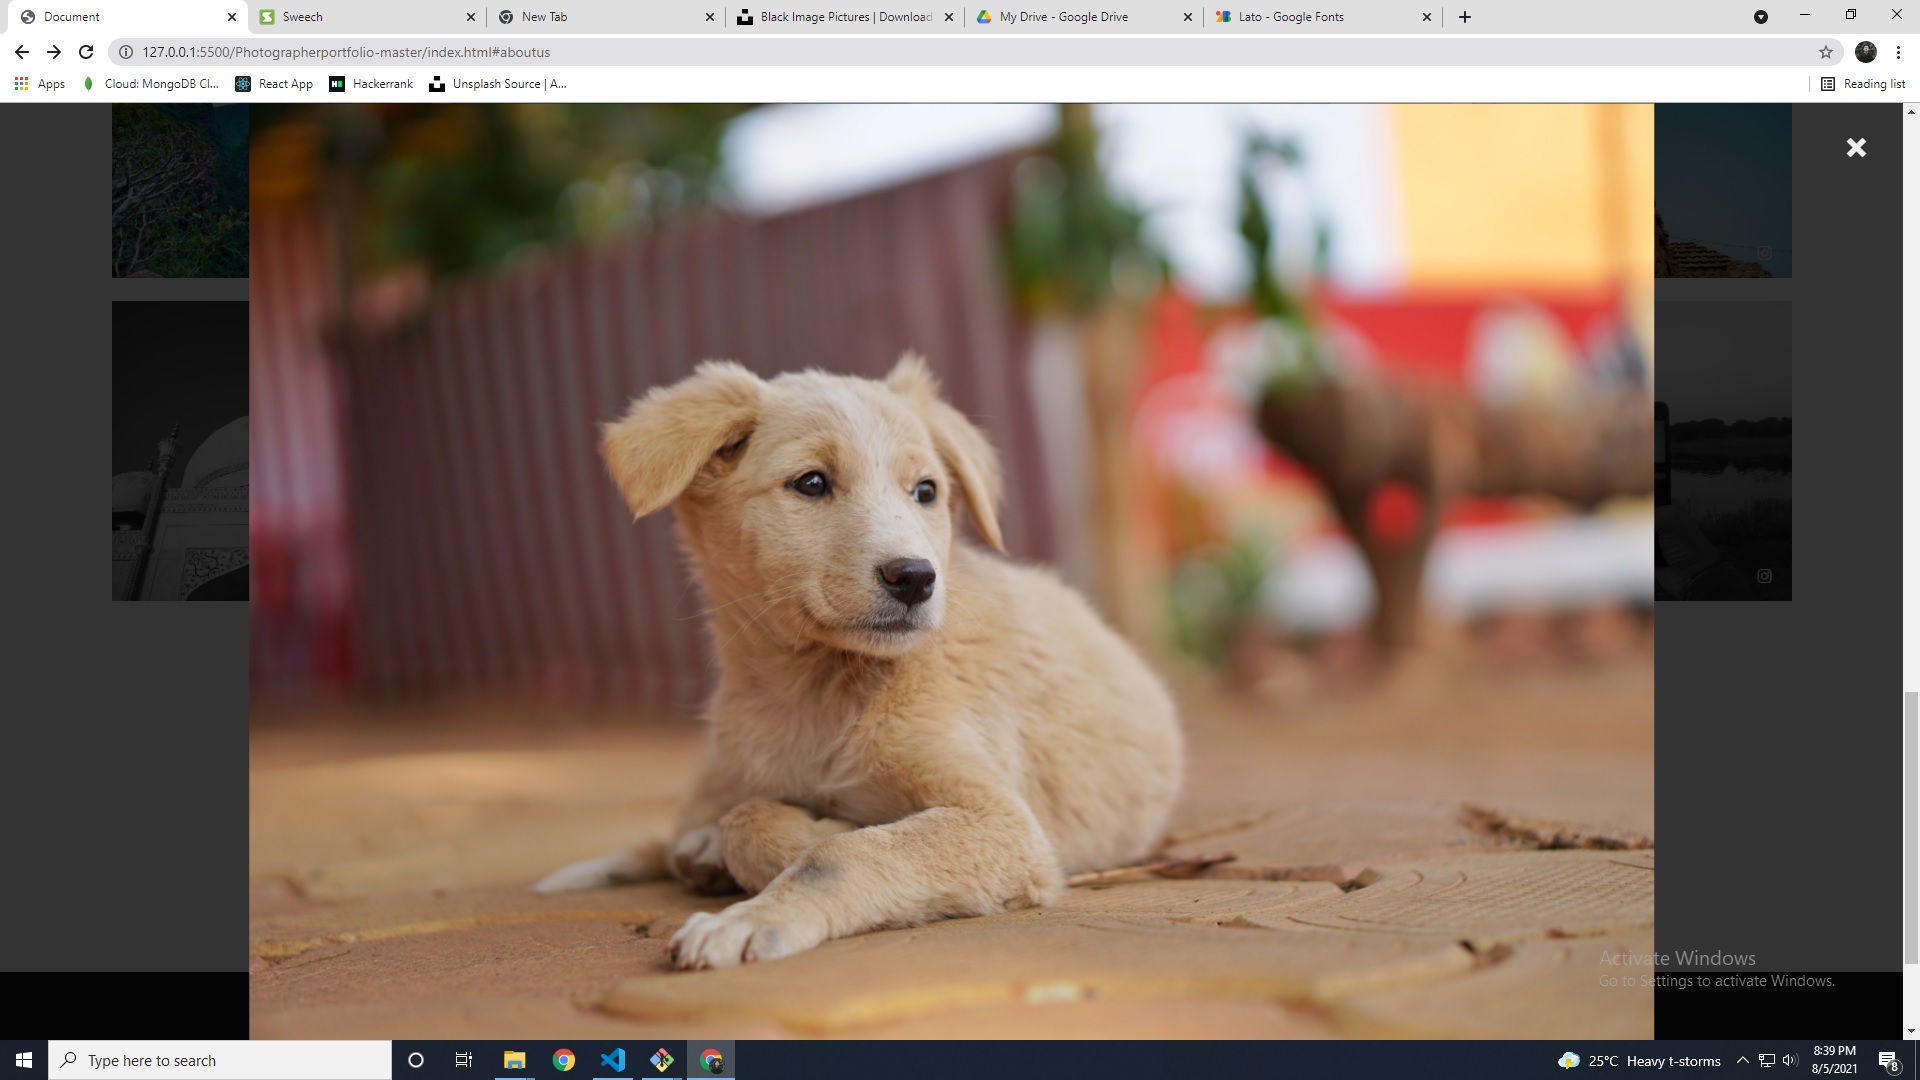 Document
Sweech
New Tab
Black Image Pictures | Download
My Drive - Google Drive
Lato - Google Fonts
127.0.0.1:5500/Photographerportfolio-master/index.html#aboutus
Apps
Cloud: MongoDB Cl...
React App
Hackerrank
Unsplash Source | A...
Reading list
Activate Windows
Go to Settings to activate Windows.
Type here to search
25°C Heavy t-storms
8:39 PM
8/5/2021
8